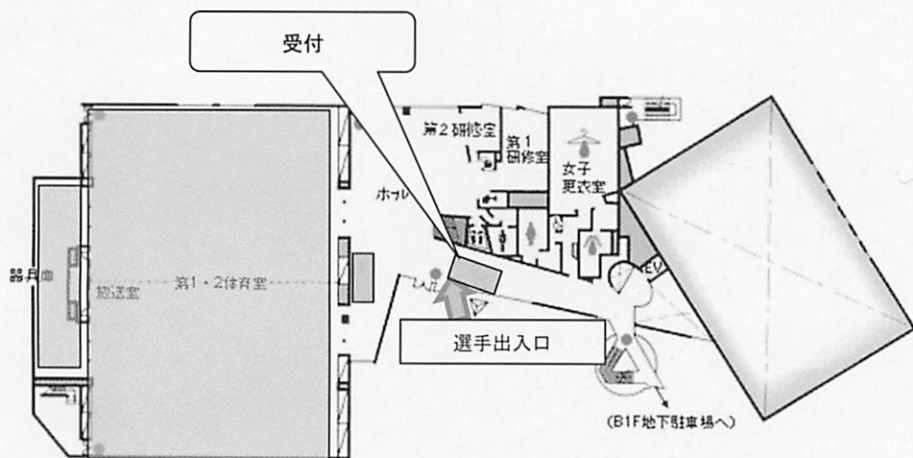 受付
第2研修室
第1
研修室
女子
更衣室
ホール
EV
器具庫
放送室
第1・2体育室
選手出入口
(B1F地下駐車場へ)